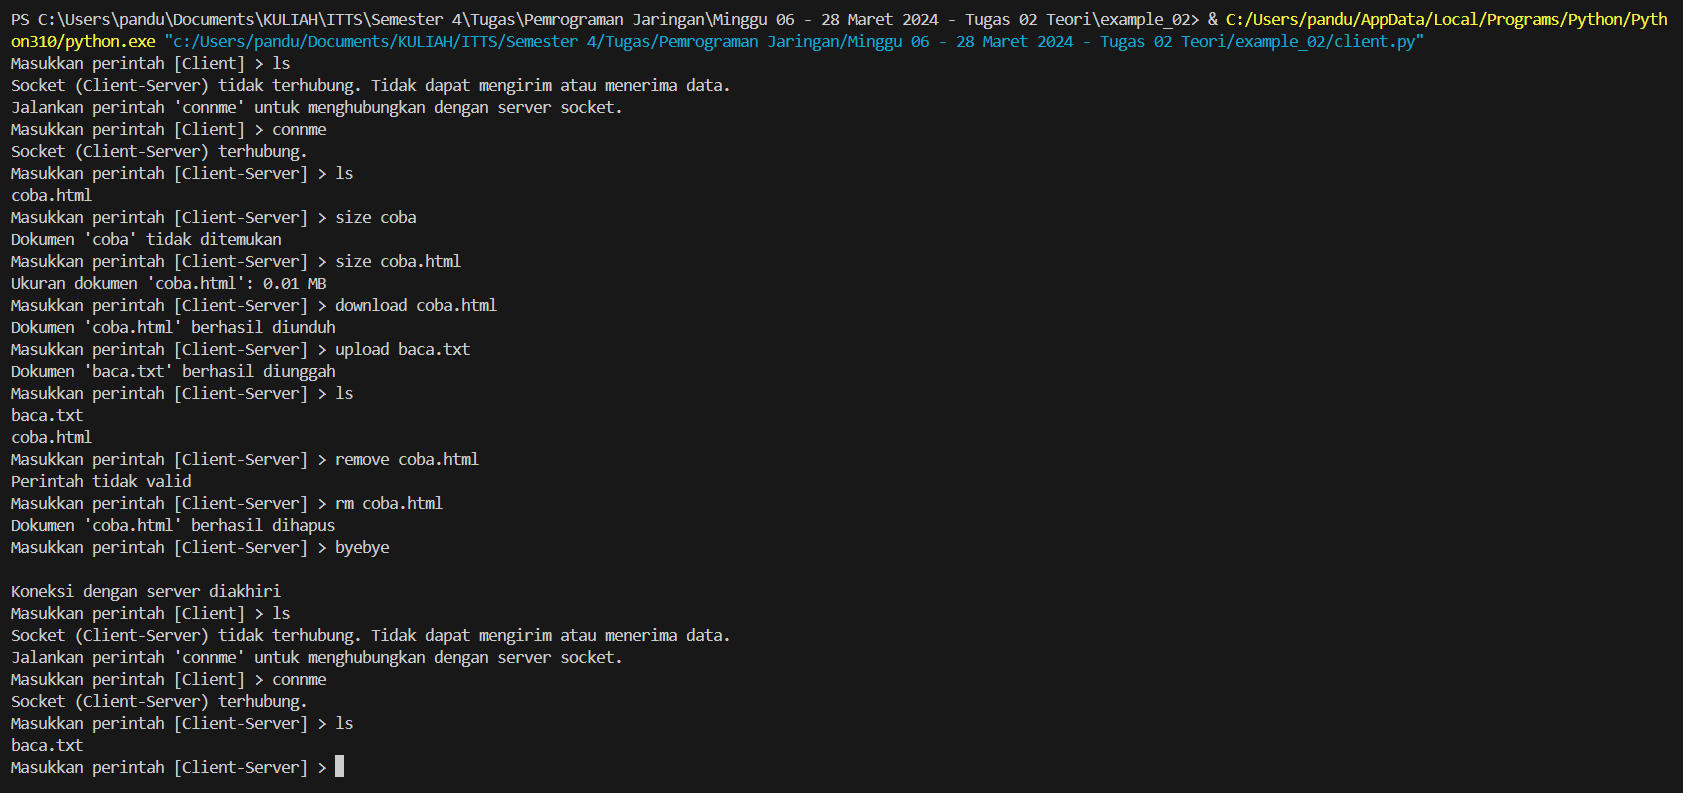 PS C:\Users\pandu\Documents\KULIAH\ITTS\Semester 4\Tugas\Pemrograman Jaringan\Minggu 06 - 28 Maret 2024 - Tugas 02 Teori\example_02> & C:/Users/pandu/AppData/Local/Programs/Python/Pyth
on310/python.exe "c:/Users/pandu/Documents/KULIAH/ITTS/Semester 4/Tugas/Pemrograman Jaringan/Minggu 06 - 28 Maret 2024 - Tugas 02 Teori/example_02/client.py"
Masukkan perintah [Client] > ls
Socket (Client-Server) tidak terhubung. Tidak dapat mengirim atau menerima data.
Jalankan perintah 'connme' untuk menghubungkan dengan server socket.
Masukkan perintah [Client] > connme
Socket (Client-Server) terhubung.
Masukkan perintah [Client-Server] > ls
coba.html
Masukkan perintah [Client-Server] > size coba
Dokumen 'coba' tidak ditemukan
Masukkan perintah [Client-Server] > size coba.html
Ukuran dokumen 'coba.html': 0.01 MB
Masukkan perintah [Client-Server] > download coba.html
Dokumen 'coba.html' berhasil diunduh
Masukkan perintah [Client-Server] > upload baca.txt
Dokumen 'baca.txt' berhasil diunggah
Masukkan perintah [Client-Server] > ls
baca.txt
coba.html
Masukkan perintah [Client-Server] > remove coba.html
Perintah tidak valid
Masukkan perintah [Client-Server] > rm coba.html
Dokumen 'coba.html' berhasil dihapus
Masukkan perintah [Client-Server] > byebye
Koneksi dengan server diakhiri
Masukkan perintah [Client] > ls
Socket (Client-Server) tidak terhubung. Tidak dapat mengirim atau menerima data.
Jalankan perintah 'connme' untuk menghubungkan dengan server socket.
Masukkan perintah [Client] > connme
Socket (Client-Server) terhubung.
Masukkan perintah [Client-Server] > ls
baca.txt
Masukkan perintah [Client-Server] >